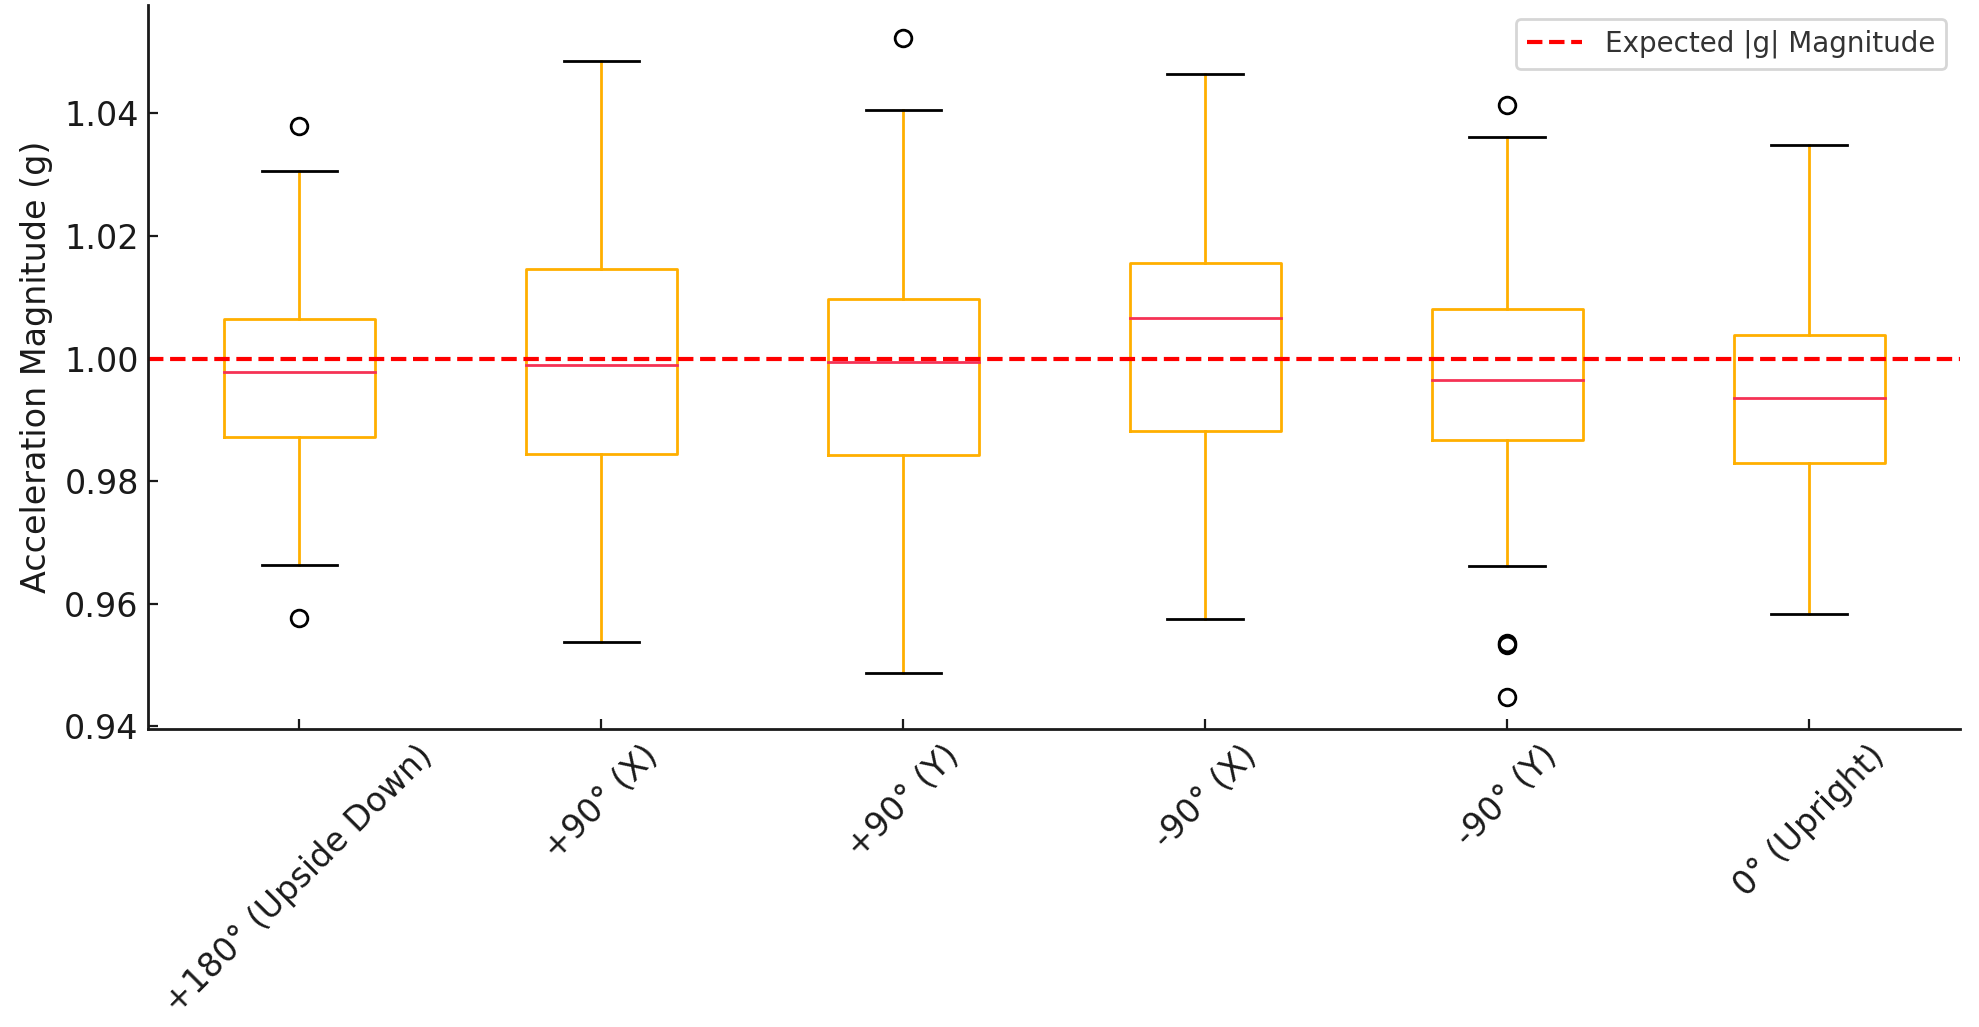 Expected |g| Magnitude
Acceleration Magnitude (g)
1.04
1.02
1.00
0.98
0.96
0.94
+180° (Upside Down)
+90° (X)
+90° (Y)
-90° (X)
-90° (Y)
0° (Upright)